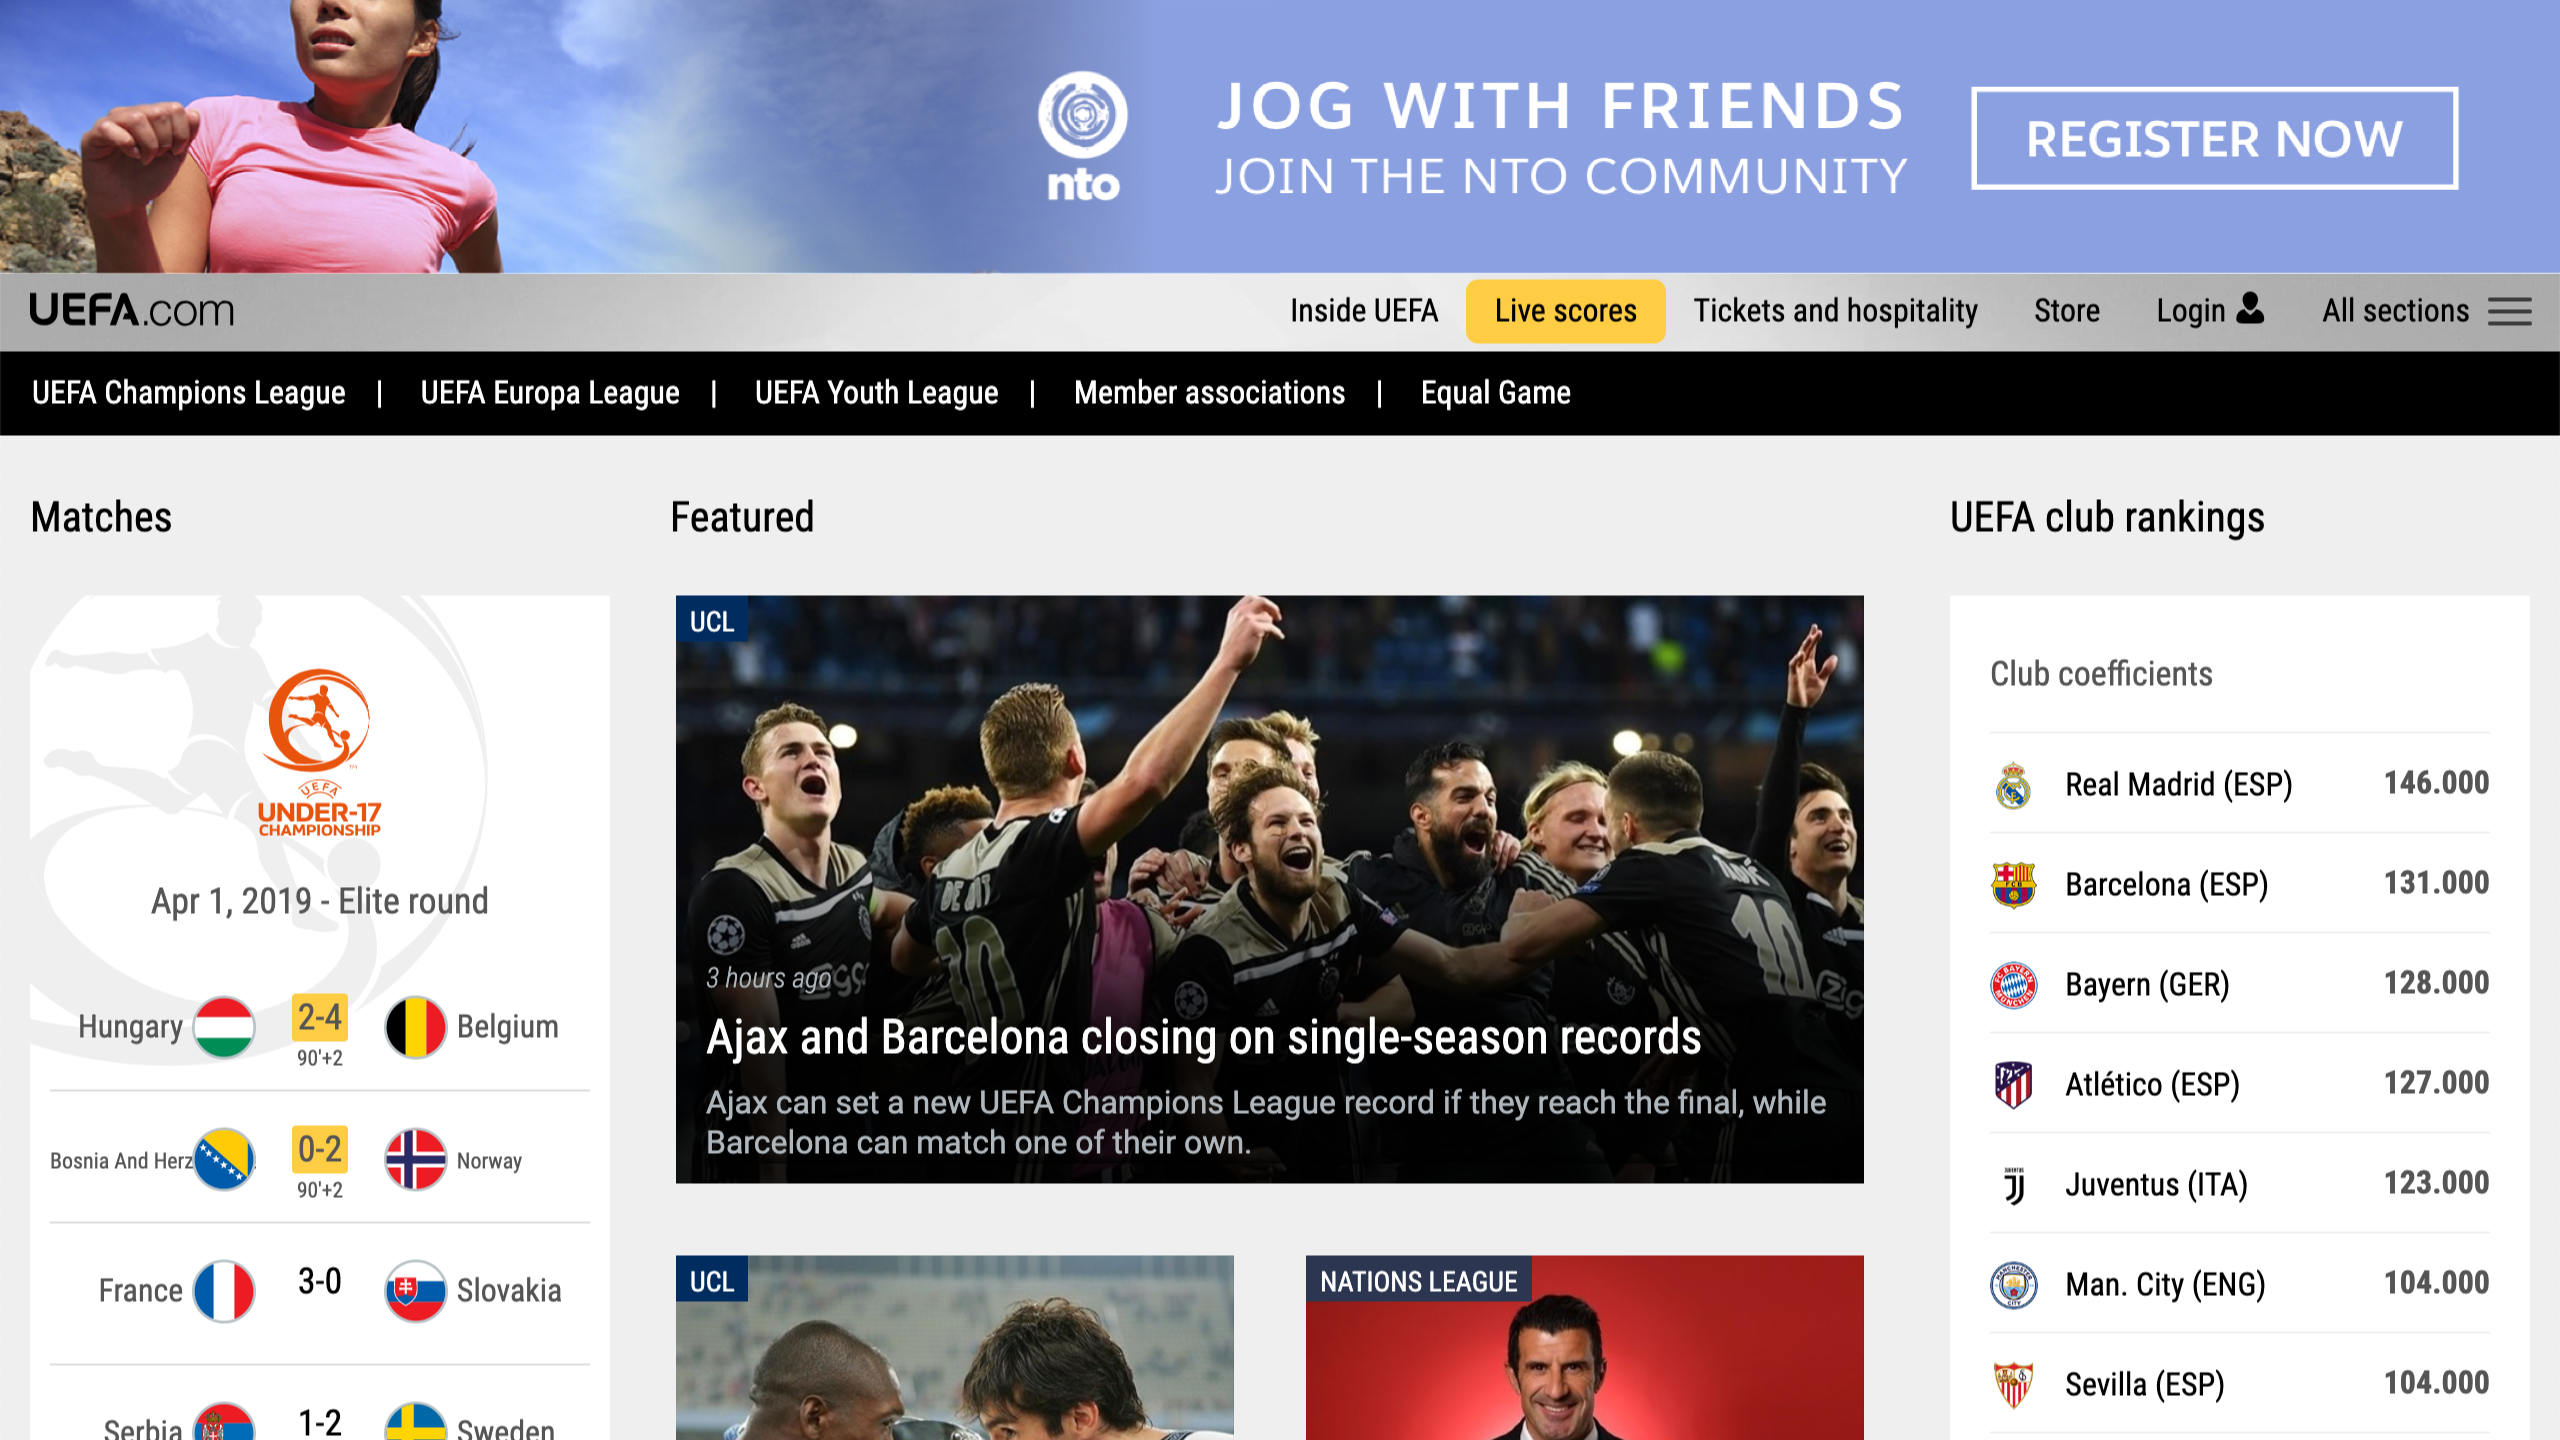 nto
JOG WITH FRIENDS
JOIN THE NTO COMMUNITY
REGISTER NOW
UEFA.com
Inside UEFA
Live scores
Tickets and hospitality
Store
Login
All sections
UEFA Champions League | UEFA Europa League | UEFA Youth League | Member associations | Equal Game
Matches
UEFA
UNDER-17
CHAMPIONSHIP
Apr 1, 2019 - Elite round
Hungary 2-4 Belgium
90'+2
Bosnia And Herz 0-2 Norway
90'+2
France 3-0 Slovakia
Serbia 1-2 Sweden
Featured
UCL
DE JONG
10
10
3 hours ago
Ajax and Barcelona closing on single-season records
Ajax can set a new UEFA Champions League record if they reach the final, while
Barcelona can match one of their own.
UCL
NATIONS LEAGUE
UEFA club rankings
Club coefficients
Real Madrid (ESP) 146.000
Barcelona (ESP) 131.000
Bayern (GER) 128.000
Atlético (ESP) 127.000
Juventus (ITA) 123.000
Man. City (ENG) 104.000
Sevilla (ESP) 104.000